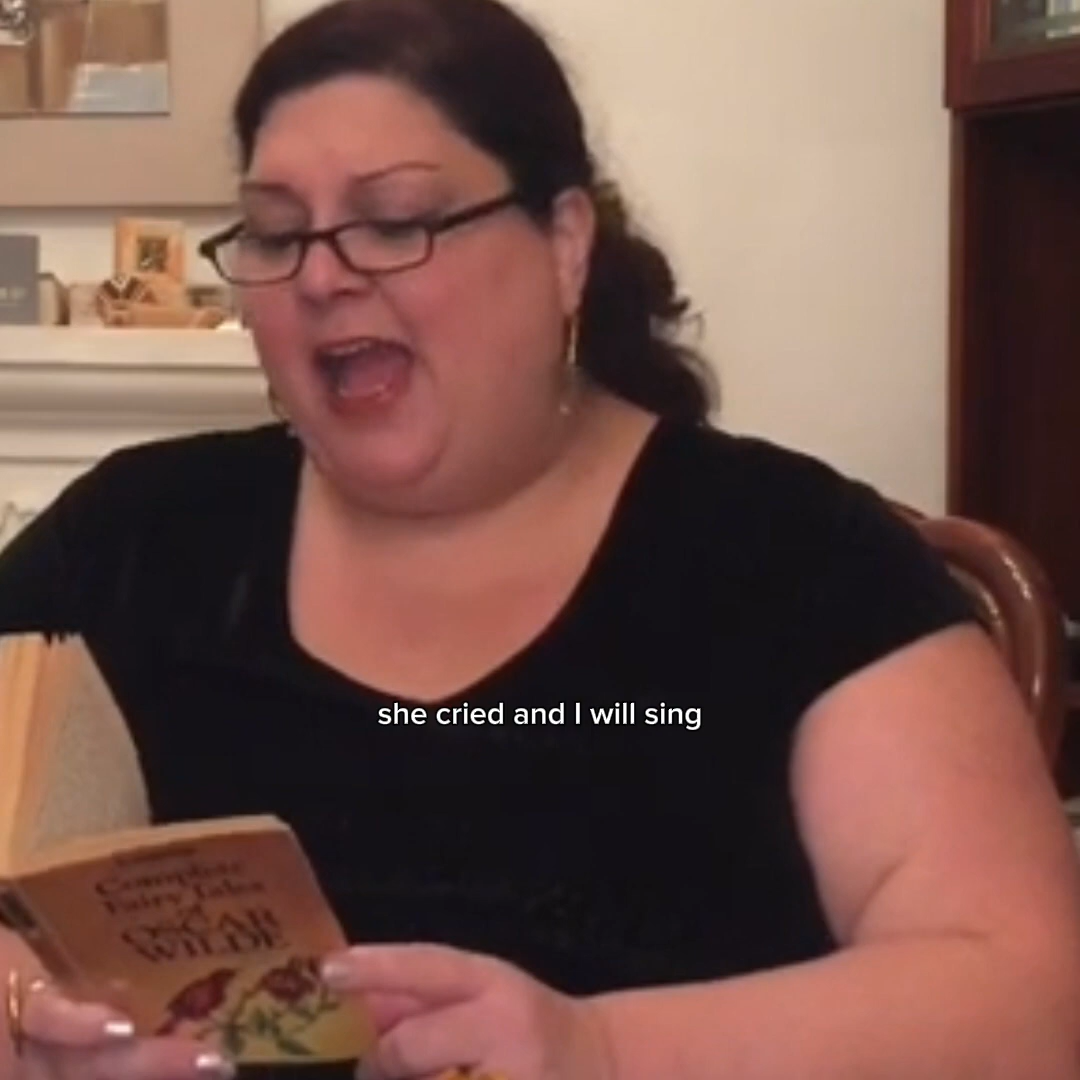 she cried and I will sing
Complete
Fairy Tales
of
OSCAR
WILDE